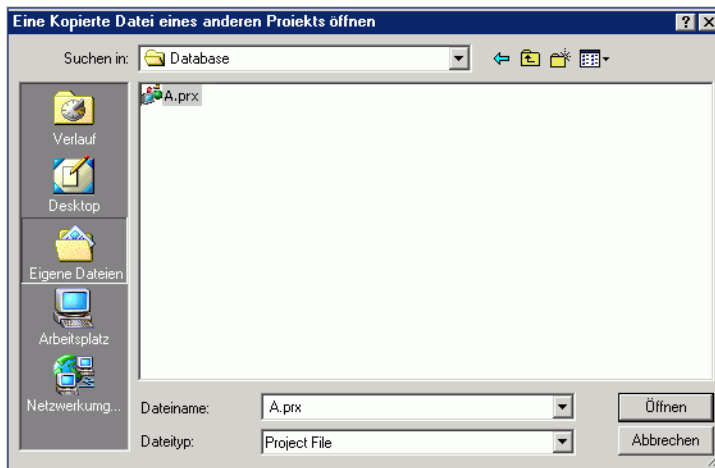 Eine Kopierte Datei eines anderen Projekts öffnen
Suchen in: Database
A.prx
Verlauf
Desktop
Eigene Dateien
Arbeitsplatz
Netzwerkumg...
Dateiname: A.prx Öffnen
Dateityp: Project File Abbrechen